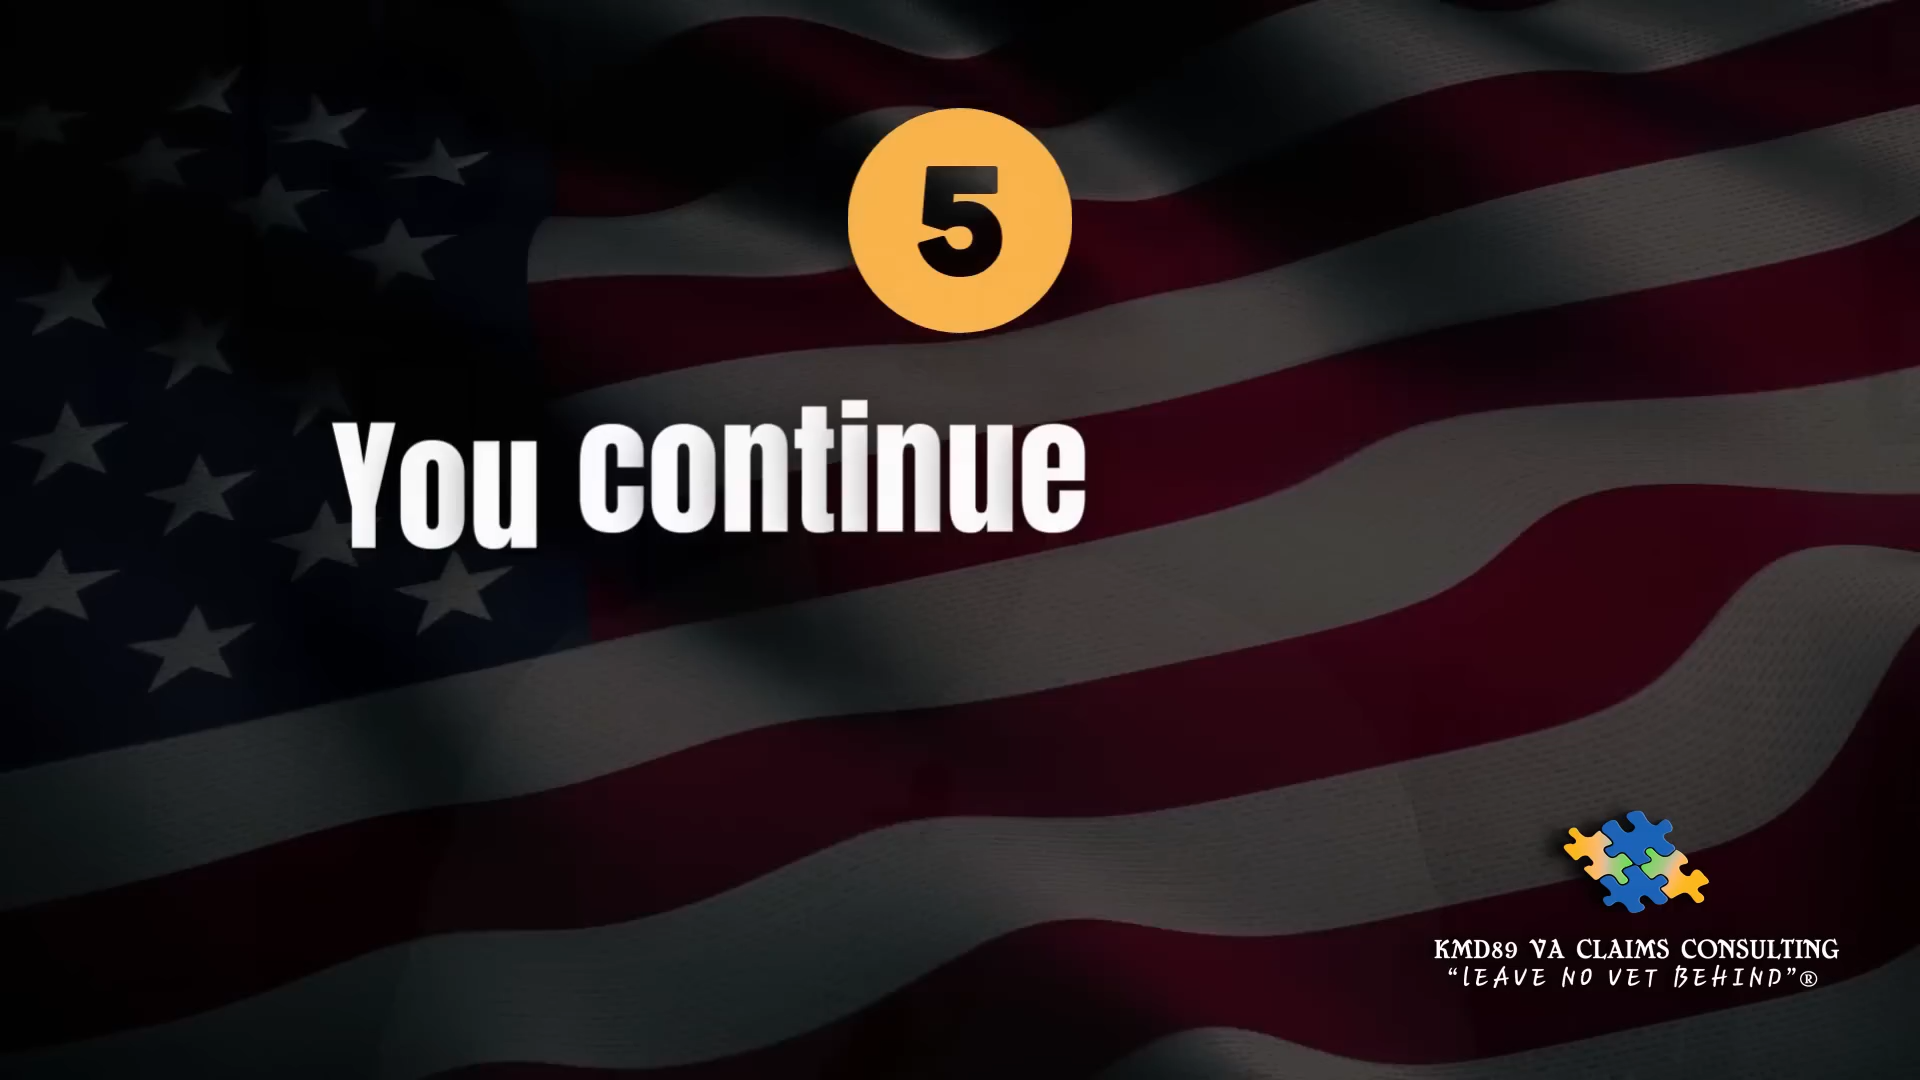 5
You continue
KMD89 VA CLAIMS CONSULTING
“LEAVE NO VET BEHIND”®